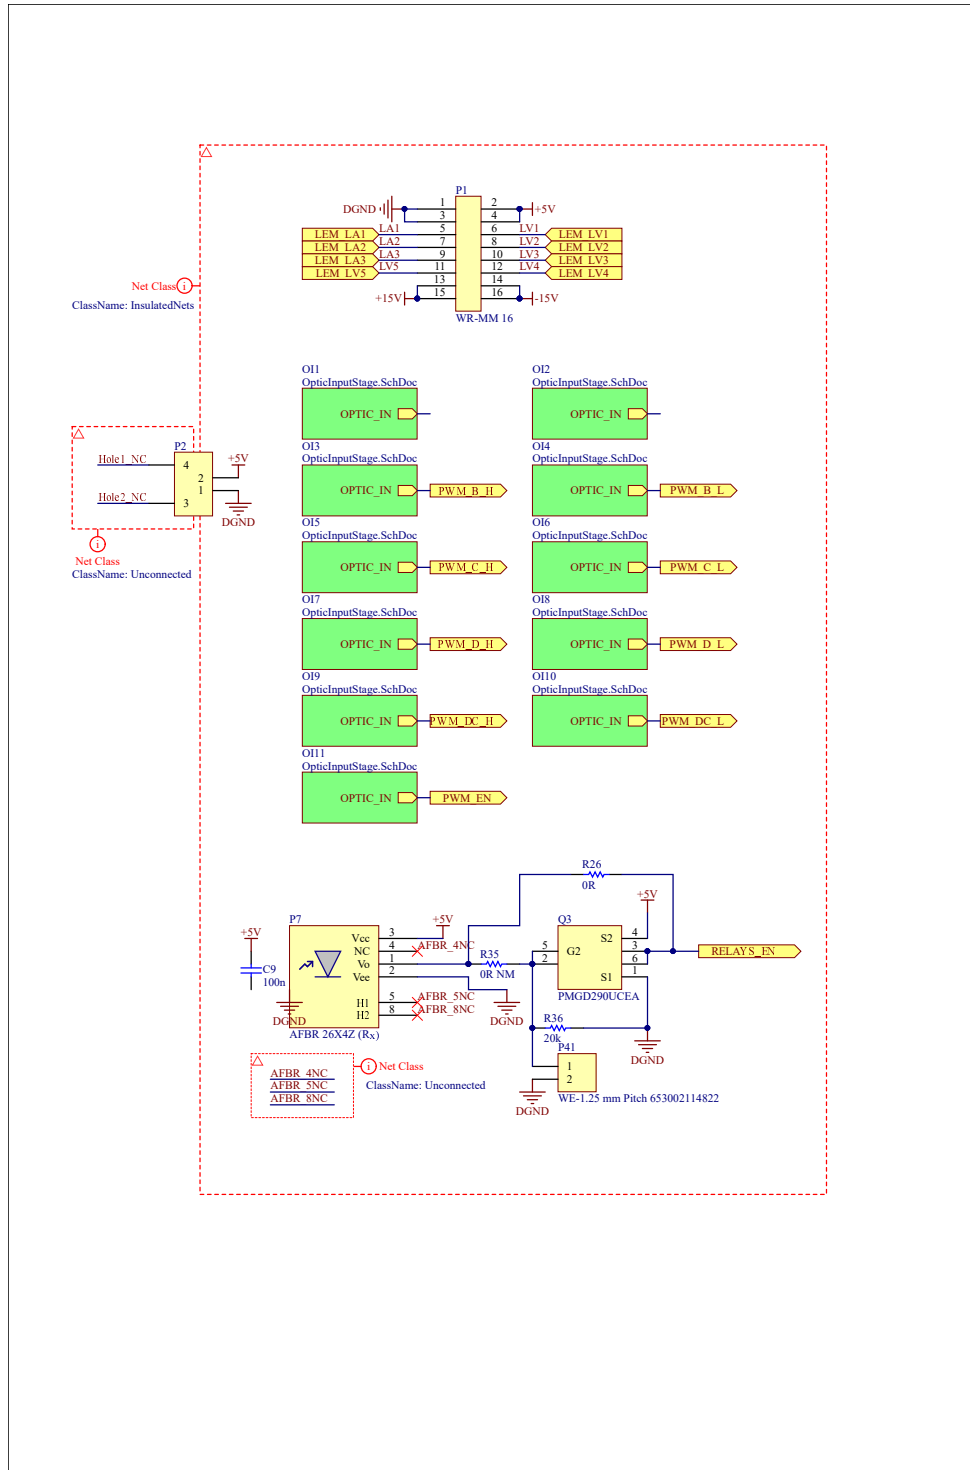 P1
DGND 1 2 +5V
3 4
LEM_LA1 LA1 5 6 LV1 LEM_LV1
LEM_LA2 LA2 7 8 LV2 LEM_LV2
LEM_LA3 LA3 9 10 LV3 LEM_LV3
LEM_LV5 LV5 11 12 LV4 LEM_LV4
13 14
+15V 15 16 -15V
WR-MM 16
Net Class i
ClassName: InsulatedNets
OI1
OpticInputStage.SchDoc
OPTIC_IN
OI2
OpticInputStage.SchDoc
OPTIC_IN
P2
Hole1_NC 4
2 +5V
1
Hole2_NC 3
DGND
i
Net Class
ClassName: Unconnected
OI3
OpticInputStage.SchDoc
OPTIC_IN PWM_B_H
OI4
OpticInputStage.SchDoc
OPTIC_IN PWM_B_L
OI5
OpticInputStage.SchDoc
OPTIC_IN PWM_C_H
OI6
OpticInputStage.SchDoc
OPTIC_IN PWM_C_L
OI7
OpticInputStage.SchDoc
OPTIC_IN PWM_D_H
OI8
OpticInputStage.SchDoc
OPTIC_IN PWM_D_L
OI9
OpticInputStage.SchDoc
OPTIC_IN PWM_DC_H
OI10
OpticInputStage.SchDoc
OPTIC_IN PWM_DC_L
OI11
OpticInputStage.SchDoc
OPTIC_IN PWM_EN
R26
0R
+5V
C9
100n
DGND
P7
Vcc 3 +5V
NC 4 AFBR_4NC
Vo 1
Vee 2
H1 5 AFBR_5NC
H2 8 AFBR_8NC
AFBR 26X4Z (Rx)
DGND
R35
0R NM
Q3
+5V
S2 4
5 G2 3
2 6
S1 1
PMGD290UCEA
RELAYS_EN
R36
20k
DGND
P41
1
2
DGND
WE-1.25 mm Pitch 653002114822
AFBR_4NC
AFBR_5NC
AFBR_8NC
i Net Class
ClassName: Unconnected